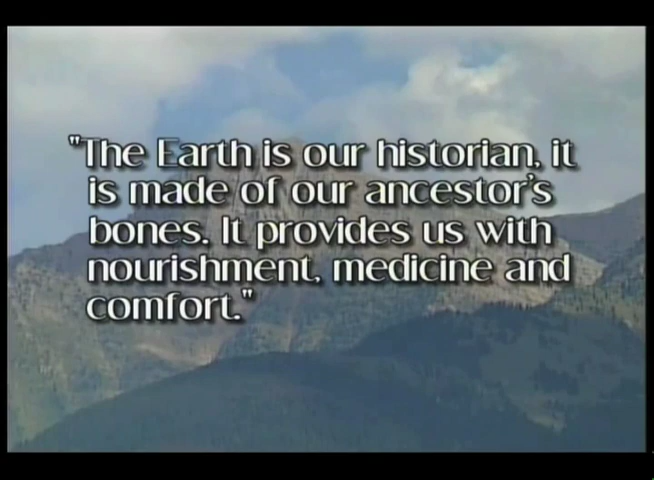 "The Earth is our historian, it
is made of our ancestor's
bones. It provides us with
nourishment, medicine and
comfort."